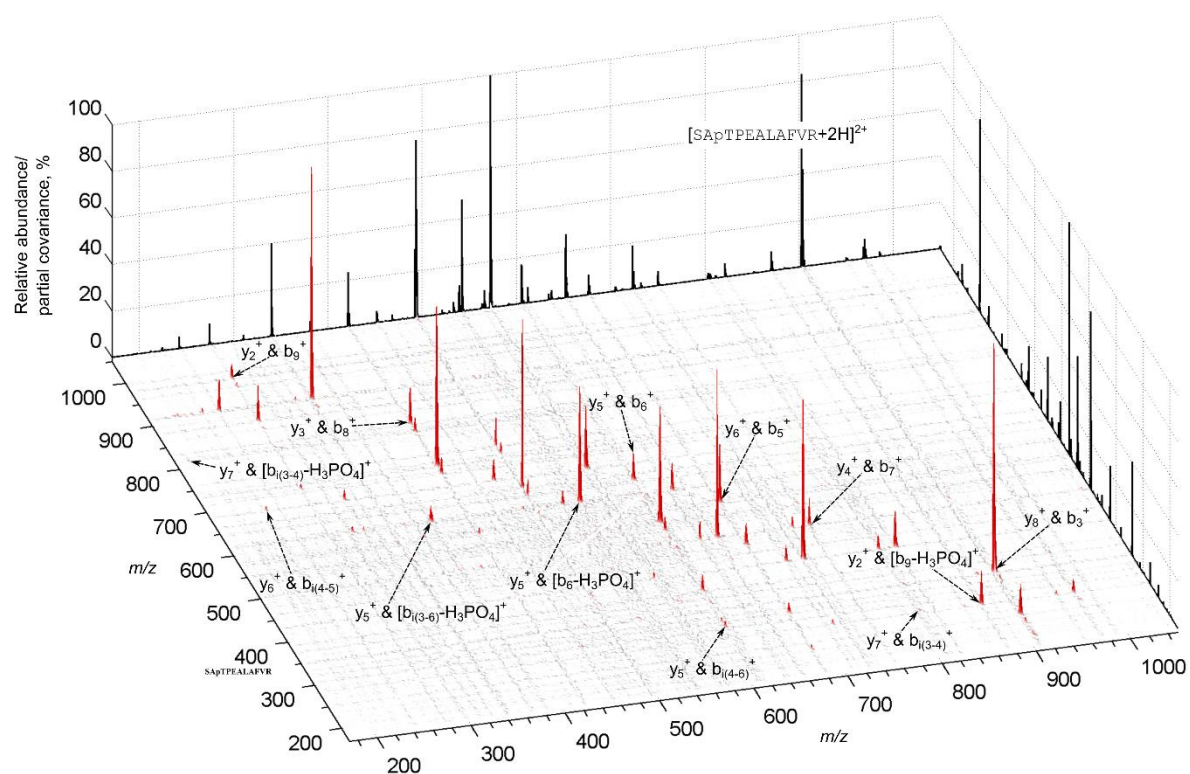 100
80
60
40
20
0
Relative abundance/
partial covariance, %
[SApTPEALAFVR+2H]²⁺
y₂⁺ & b₉⁺
y₃⁺ & b₈⁺
y₅⁺ & b₆⁺
y₆⁺ & b₅⁺
y₄⁺ & b₇⁺
y₇⁺ & [bᵢ₍₃₋₄₎-H₃PO₄]⁺
y₈⁺ & b₃⁺
y₂⁺ & [b₉-H₃PO₄]⁺
y₆⁺ & bᵢ₍₄₋₅₎⁺
y₅⁺ & [b₆-H₃PO₄]⁺
y₅⁺ & [bᵢ₍₃₋₆₎-H₃PO₄]⁺
y₇⁺ & bᵢ₍₃₋₄₎⁺
y₅⁺ & bᵢ₍₄₋₆₎⁺
1000
900
800
700
600
500
400
300
200
m/z
SApTPEALAFVR
200
300
400
500
600
700
800
900
1000
m/z